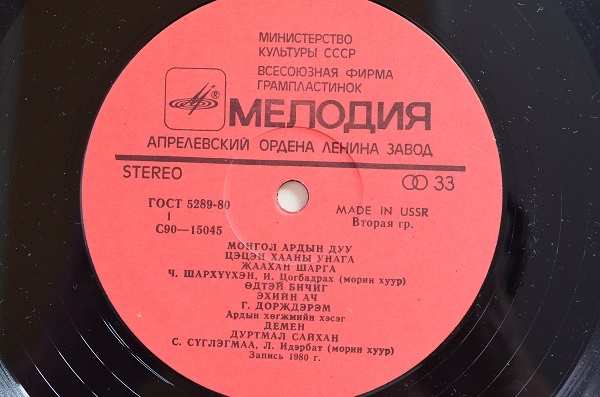 МИНИСТЕРСТВО
КУЛЬТУРЫ СССР
ВСЕСОЮЗНАЯ ФИРМА
ГРАМПЛАСТИНОК
®
МЕЛОДИЯ
АПРЕЛЕВСКИЙ ОРДЕНА ЛЕНИНА ЗАВОД
STEREO 33
ГОСТ 5289-80
1
С90—15045
MADE IN USSR
Вторая гр.
МОНГОЛ АРДЫН ДУУ
ЦЭЦЭН ХААНЫ УНАГА
ЖААХАН ШАРГА
Ч. ШАРХҮҮХЭН, И. Цогбадрах (морин хуур)
ӨДТЭЙ БИЧИГ
ЭХИЙН АЧ
Г. ДОРЖДЭРЭМ
Ардын хөгжмийн хэсэг
ДЕМЕН
ДУРТМАЛ САЙХАН
С. СҮГЛЭГМАА, Л. Идэрбат (морин хуур)
Запись 1980 г.